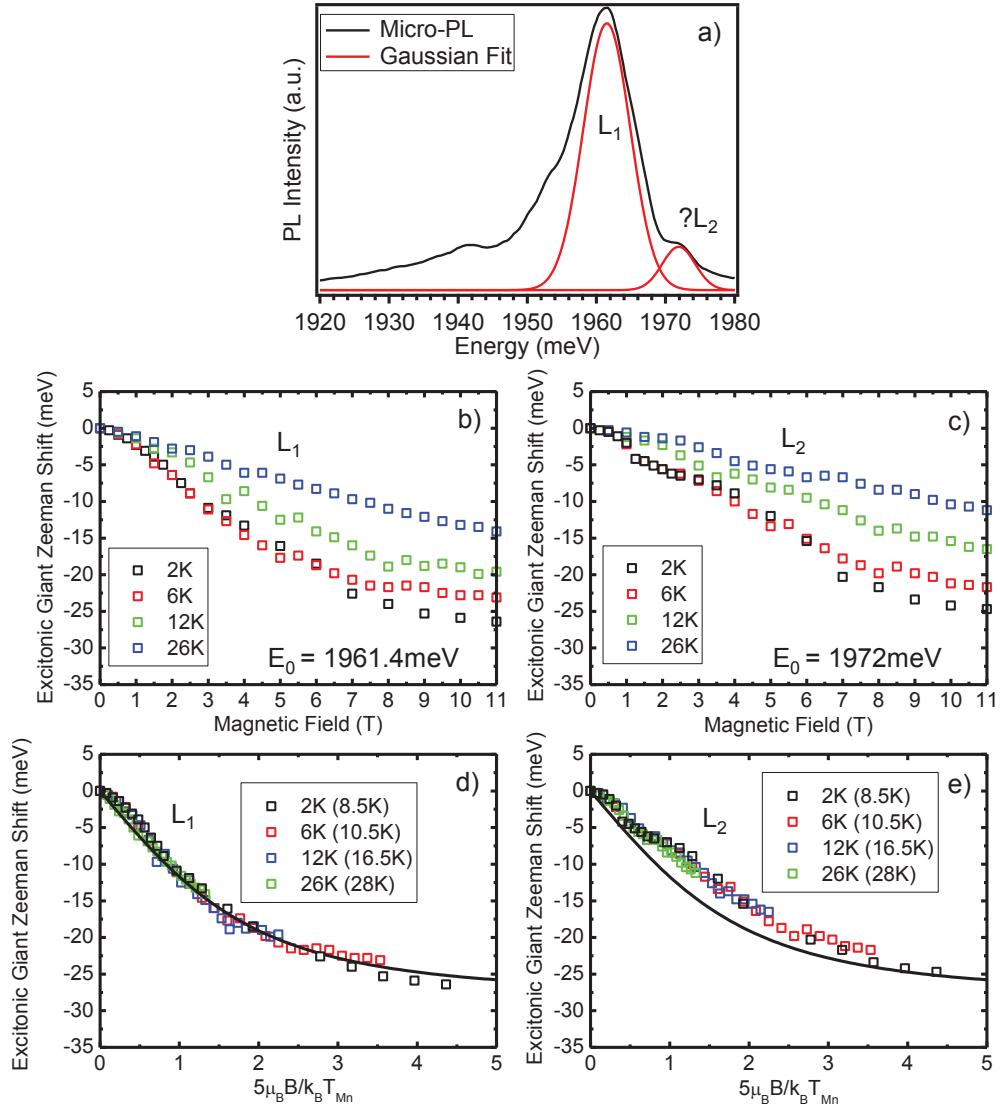 Micro-PL
Gaussian Fit
a)
L₁
?L₂
PL Intensity (a.u.)
1920 1930 1940 1950 1960 1970 1980
Energy (meV)
b)
L₁
5
0
-5
-10
-15
-20
-25
-30
-35
Excitonic Giant Zeeman Shift (meV)
2K
6K
12K
26K
E₀ = 1961.4meV
0 1 2 3 4 5 6 7 8 9 10 11
Magnetic Field (T)
c)
L₂
5
0
-5
-10
-15
-20
-25
-30
-35
Excitonic Giant Zeeman Shift (meV)
2K
6K
12K
26K
E₀ = 1972meV
0 1 2 3 4 5 6 7 8 9 10 11
Magnetic Field (T)
d)
L₁
5
0
-5
-10
-15
-20
-25
-30
-35
Excitonic Giant Zeeman Shift (meV)
2K (8.5K)
6K (10.5K)
12K (16.5K)
26K (28K)
0 1 2 3 4 5
5μ_BB/k_BT_Mn
e)
L₂
5
0
-5
-10
-15
-20
-25
-30
-35
Excitonic Giant Zeeman Shift (meV)
2K (8.5K)
6K (10.5K)
12K (16.5K)
26K (28K)
0 1 2 3 4 5
5μ_BB/k_BT_Mn